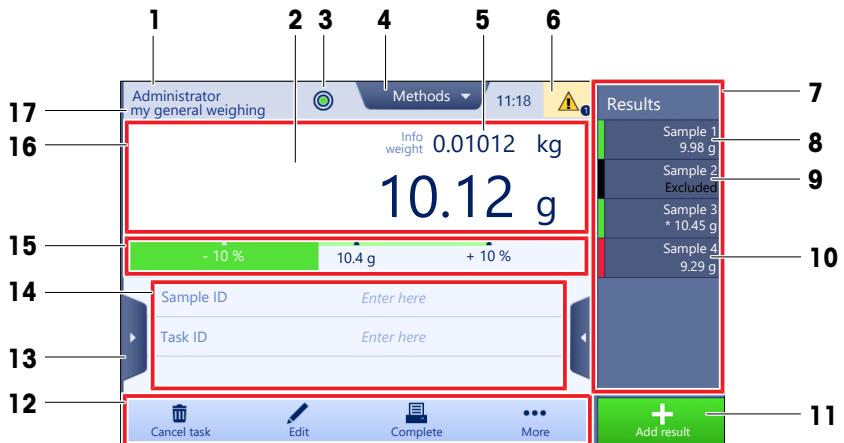 1
2
3
4
5
6
Administrator
my general weighing
Methods
11:18
1
17
16
Info
weight
0.01012 kg
10.12 g
Results
7
Sample 1
9.98 g
8
Sample 2
Excluded
9
Sample 3
* 10.45 g
Sample 4
9.29 g
10
15
- 10 %
10.4 g
+ 10 %
14
Sample ID
Enter here
Task ID
Enter here
13
12
Cancel task
Edit
Complete
More
Add result
11